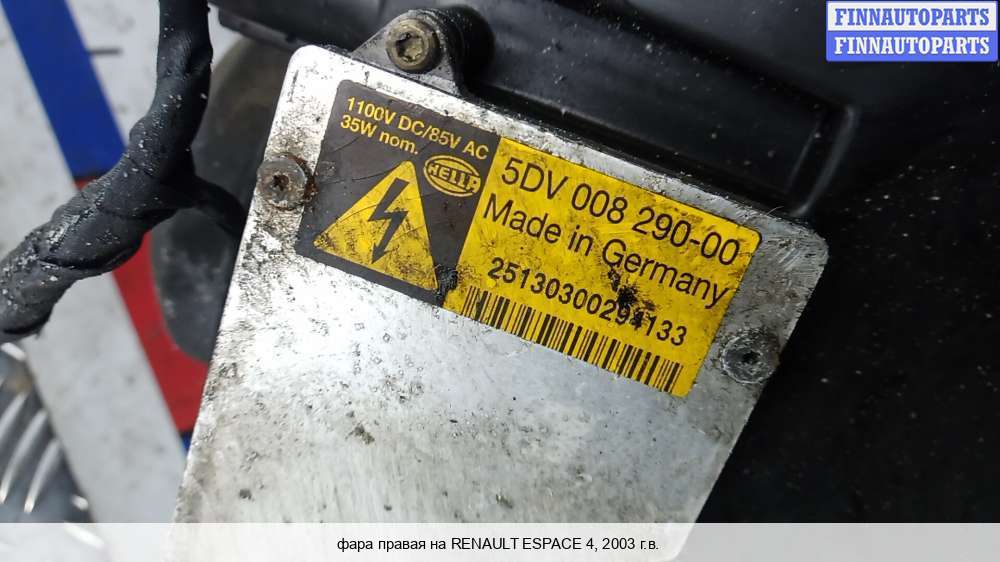 FINNAUTOPARTS
FINNAUTOPARTS
1100V DC/85V AC
35W nom.
HELLA
5DV 008 290-00
Made in Germany
25130300294133
фара правая на RENAULT ESPACE 4, 2003 г.в.